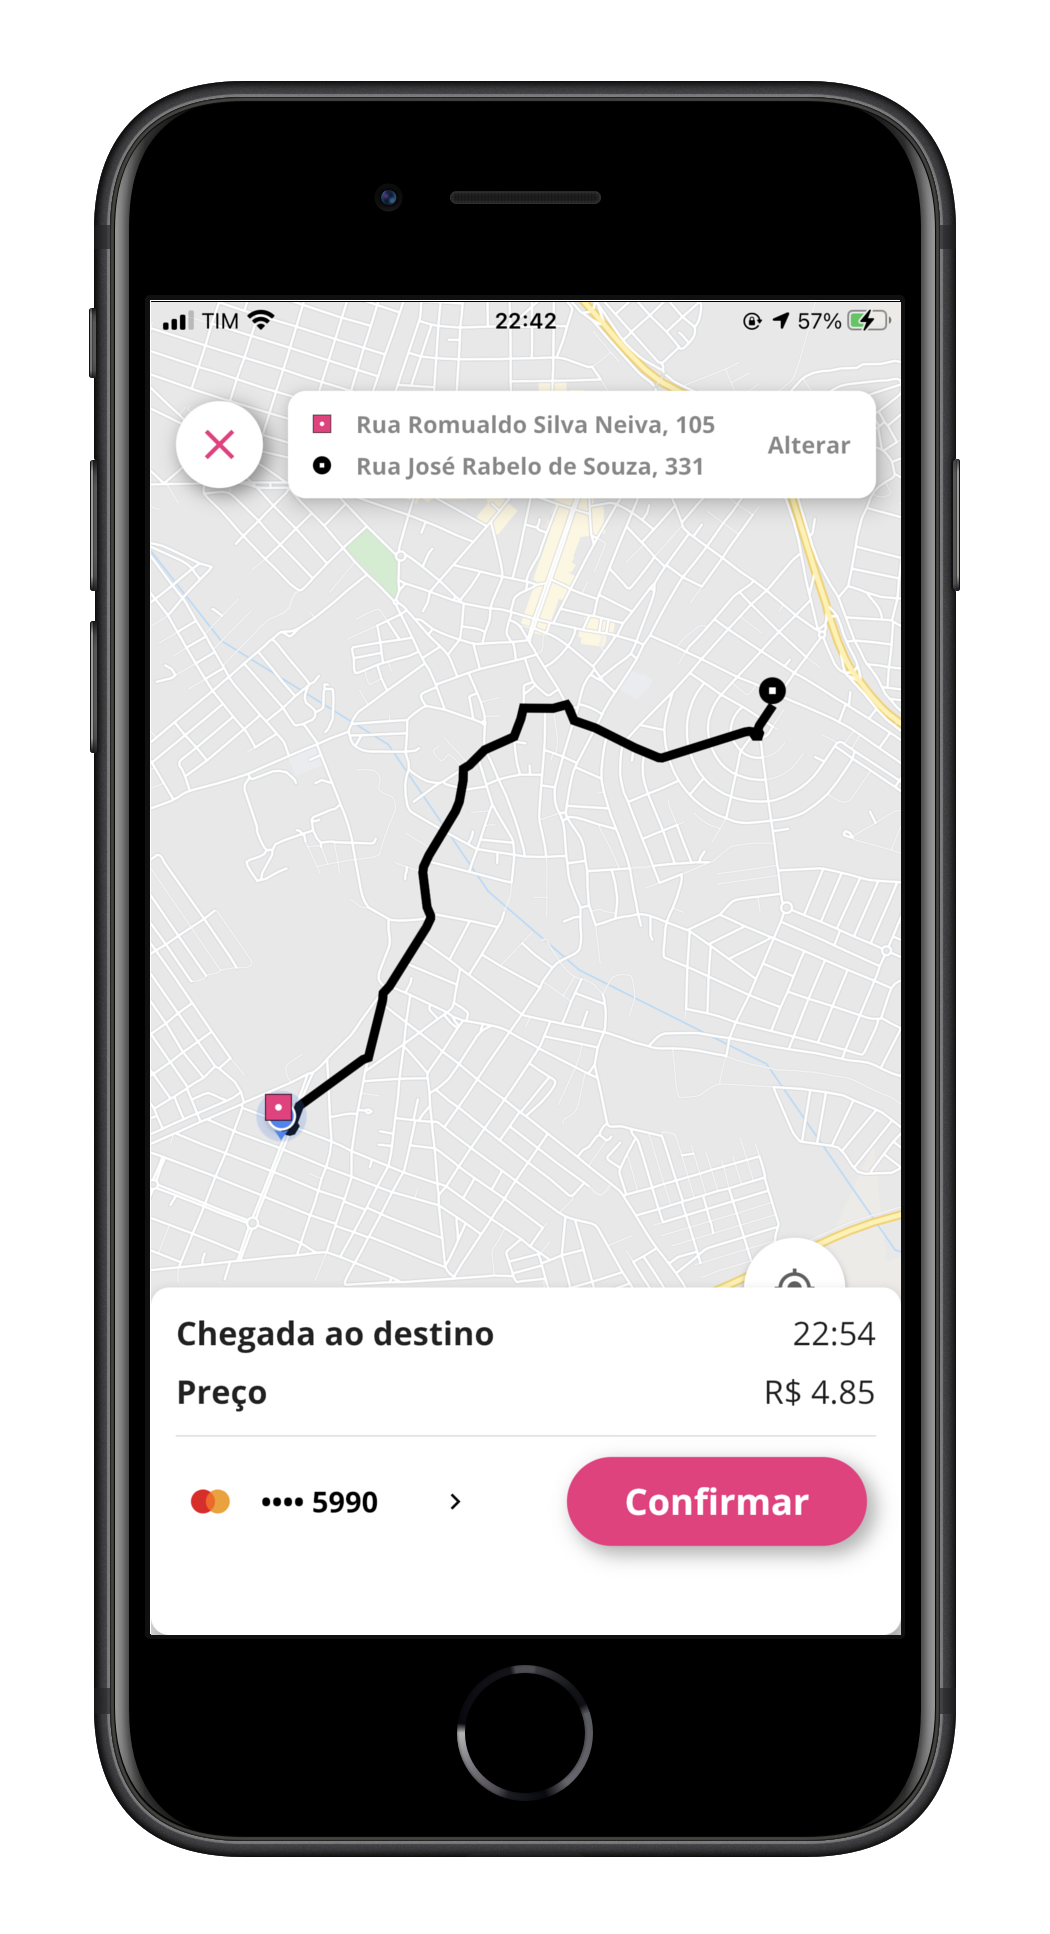 TIM 22:42 57%
Rua Romualdo Silva Neiva, 105
Alterar
Rua José Rabelo de Souza, 331
Chegada ao destino 22:54
Preço R$ 4.85
•••• 5990 Confirmar